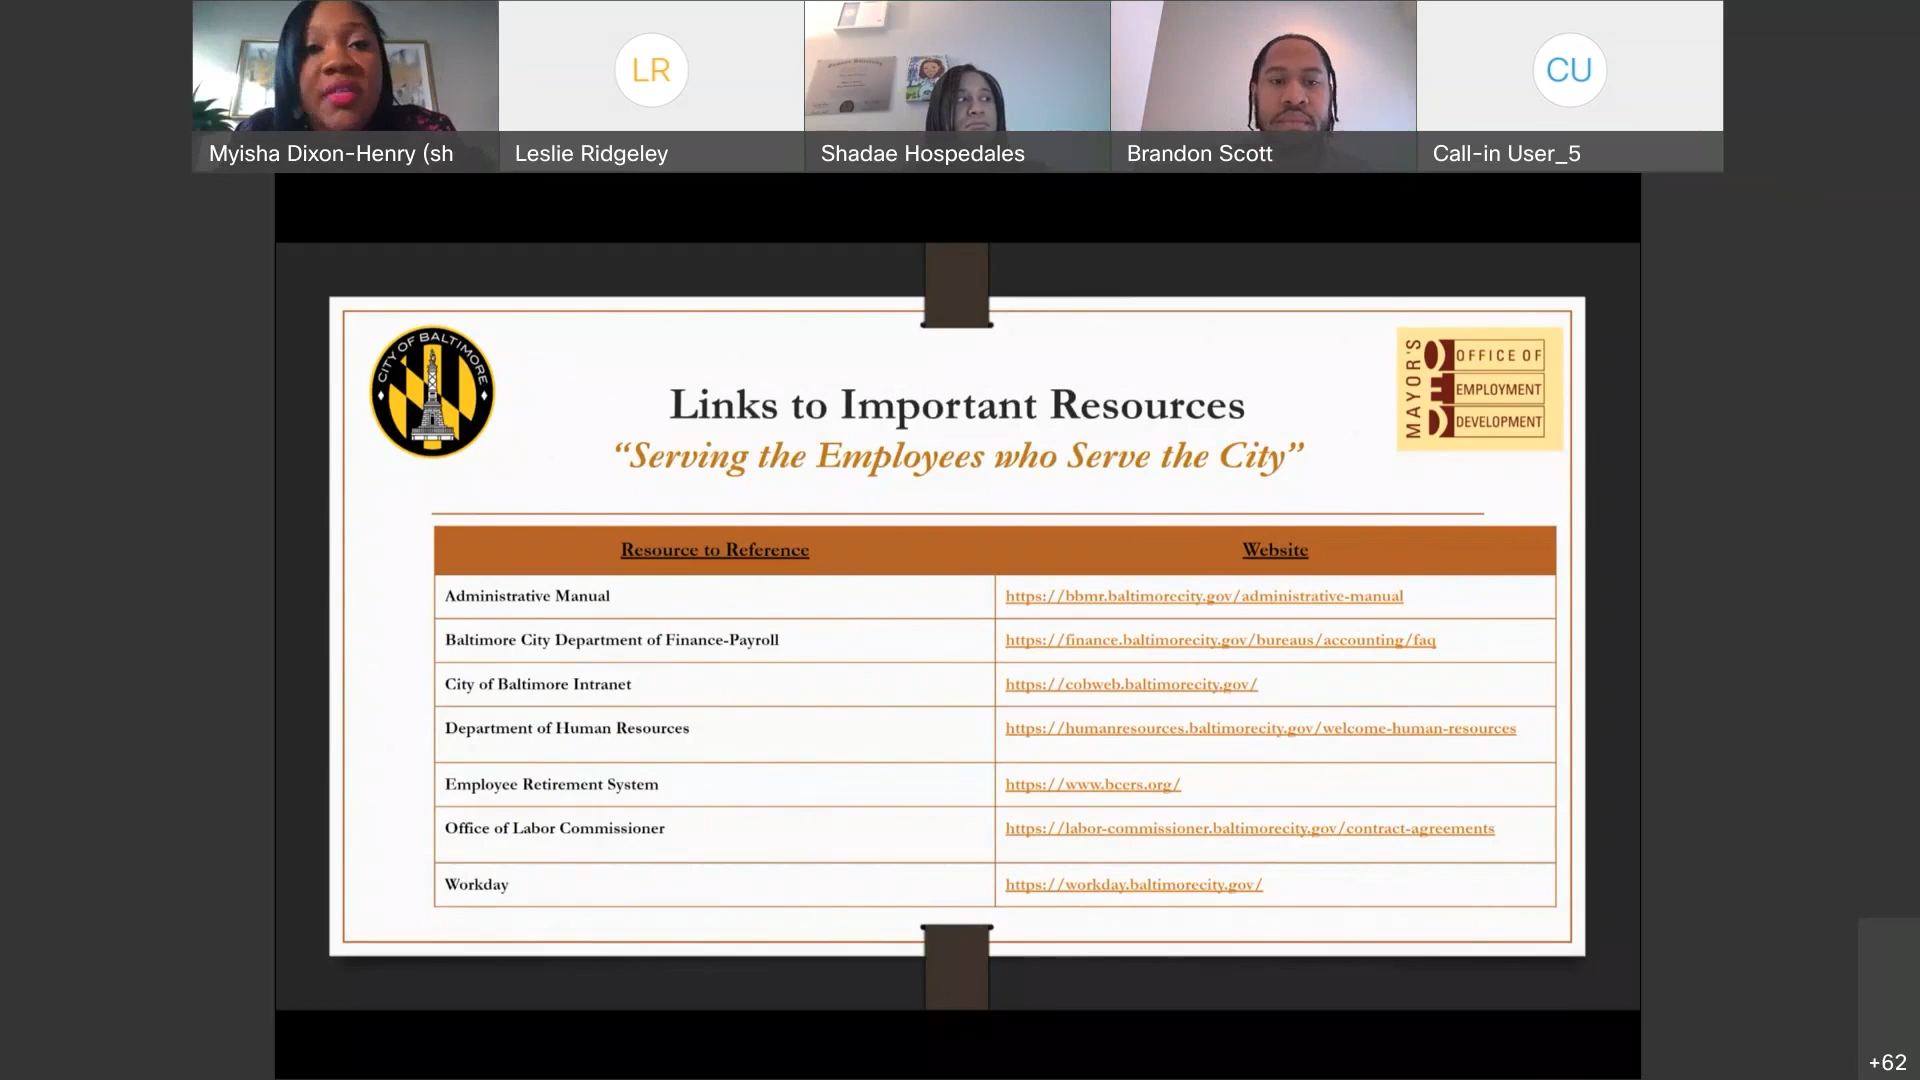 Myisha Dixon-Henry (sh
LR
Leslie Ridgeley
Shadae Hospedales
Brandon Scott
CU
Call-in User_5
CITY OF BALTIMORE
MAYOR'S
OFFICE OF
EMPLOYMENT
DEVELOPMENT
Links to Important Resources
“Serving the Employees who Serve the City”
Resource to Reference Website
Administrative Manual https://bbmr.baltimorecity.gov/administrative-manual
Baltimore City Department of Finance-Payroll https://finance.baltimorecity.gov/bureaus/accounting/faq
City of Baltimore Intranet https://cobweb.baltimorecity.gov/
Department of Human Resources https://humanresources.baltimorecity.gov/welcome-human-resources
Employee Retirement System https://www.bcers.org/
Office of Labor Commissioner https://labor-commissioner.baltimorecity.gov/contract-agreements
Workday https://workday.baltimorecity.gov/
+62